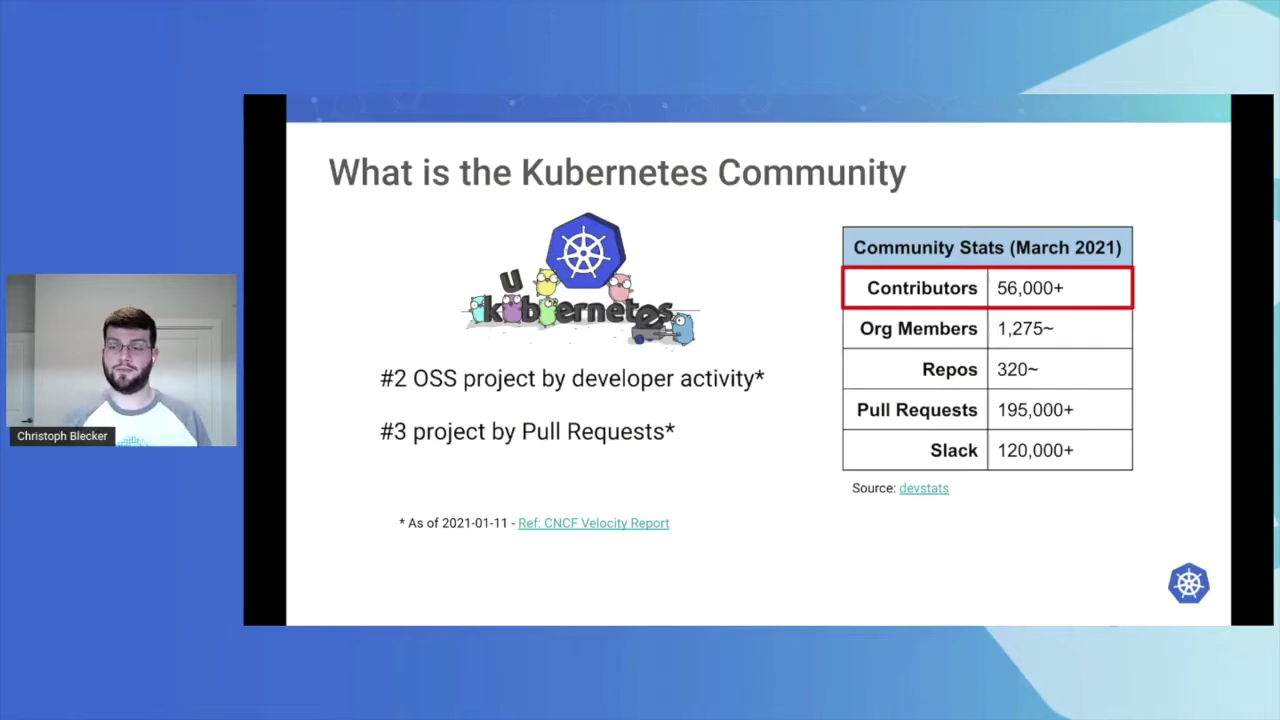 What is the Kubernetes Community
u
kubernetes
#2 OSS project by developer activity*
#3 project by Pull Requests*
* As of 2021-01-11 - Ref: CNCF Velocity Report
Community Stats (March 2021)
Contributors 56,000+
Org Members 1,275~
Repos 320~
Pull Requests 195,000+
Slack 120,000+
Source: devstats
Christoph Blecker